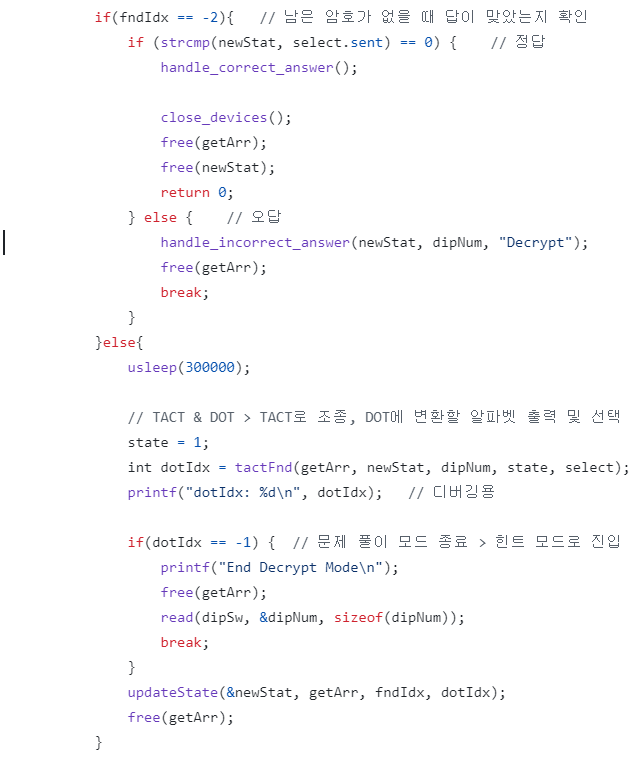 if(fndIdx == -2){   // 남은 암호가 없을 때 답이 맞았는지 확인
    if (strcmp(newStat, select.sent) == 0) {    // 정답
        handle_correct_answer();

        close_devices();
        free(getArr);
        free(newStat);
        return 0;
    } else {    // 오답
        handle_incorrect_answer(newStat, dipNum, "Decrypt");
        free(getArr);
        break;
    }
}else{
    usleep(300000);

    // TACT & DOT > TACT로 조종, DOT에 변환할 알파벳 출력 및 선택
    state = 1;
    int dotIdx = tactFnd(getArr, newStat, dipNum, state, select);
    printf("dotIdx: %d\n", dotIdx);   // 디버깅용

    if(dotIdx == -1) {  // 문제 풀이 모드 종료 > 힌트 모드로 진입
        printf("End Decrypt Mode\n");
        free(getArr);
        read(dipSw, &dipNum, sizeof(dipNum));
        break;
    }
    updateState(&newStat, getArr, fndIdx, dotIdx);
    free(getArr);
}